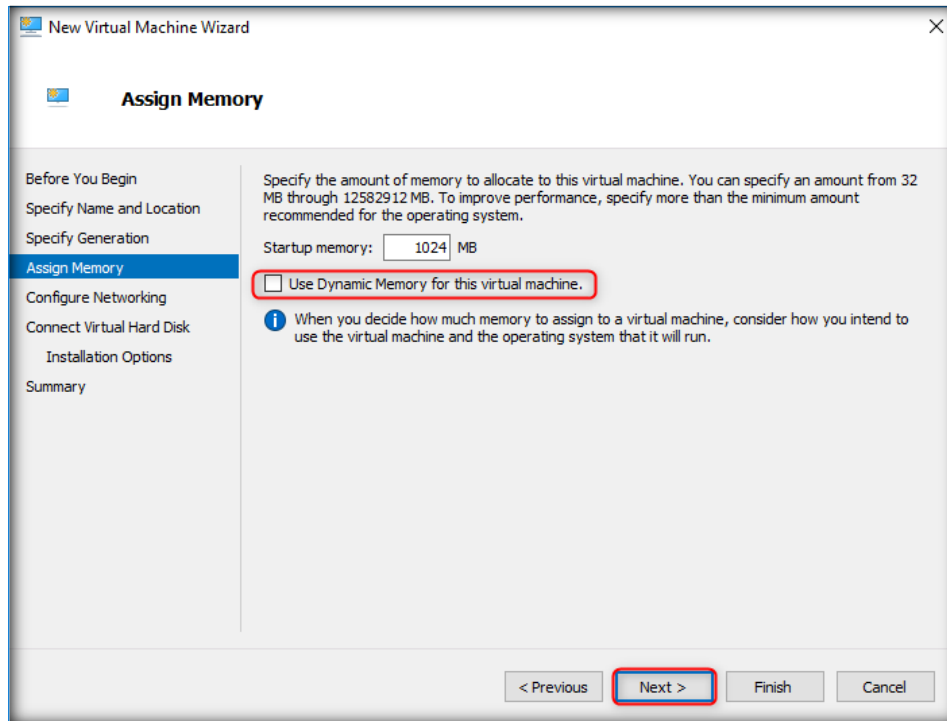 New Virtual Machine Wizard
Assign Memory
Before You Begin
Specify Name and Location
Specify Generation
Assign Memory
Configure Networking
Connect Virtual Hard Disk
Installation Options
Summary
Specify the amount of memory to allocate to this virtual machine. You can specify an amount from 32
MB through 12582912 MB. To improve performance, specify more than the minimum amount
recommended for the operating system.
Startup memory: 1024 MB
Use Dynamic Memory for this virtual machine.
When you decide how much memory to assign to a virtual machine, consider how you intend to
use the virtual machine and the operating system that it will run.
< Previous Next > Finish Cancel